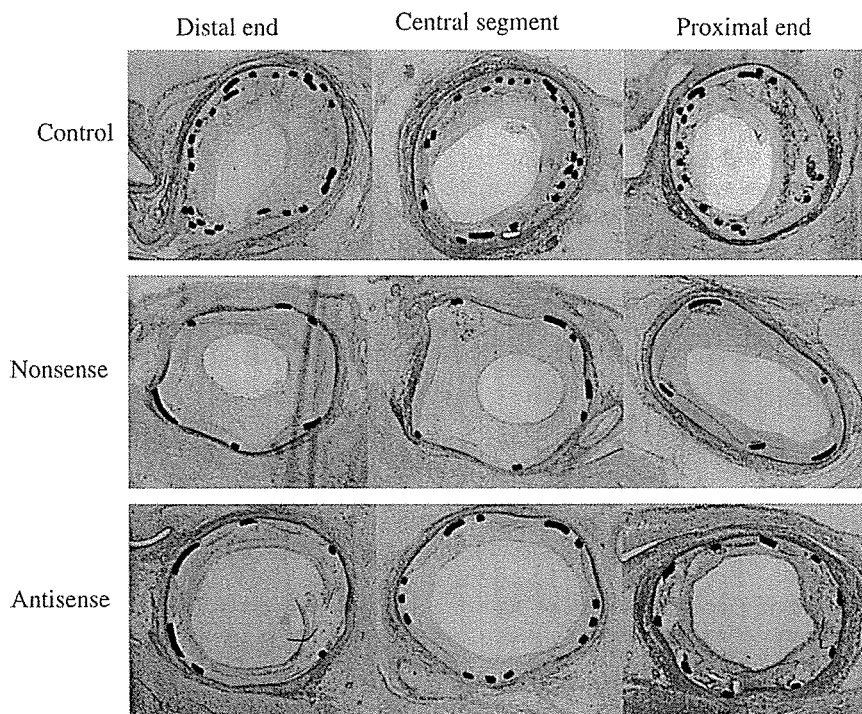 Distal end
Central segment
Proximal end
Control
Nonsense
Antisense